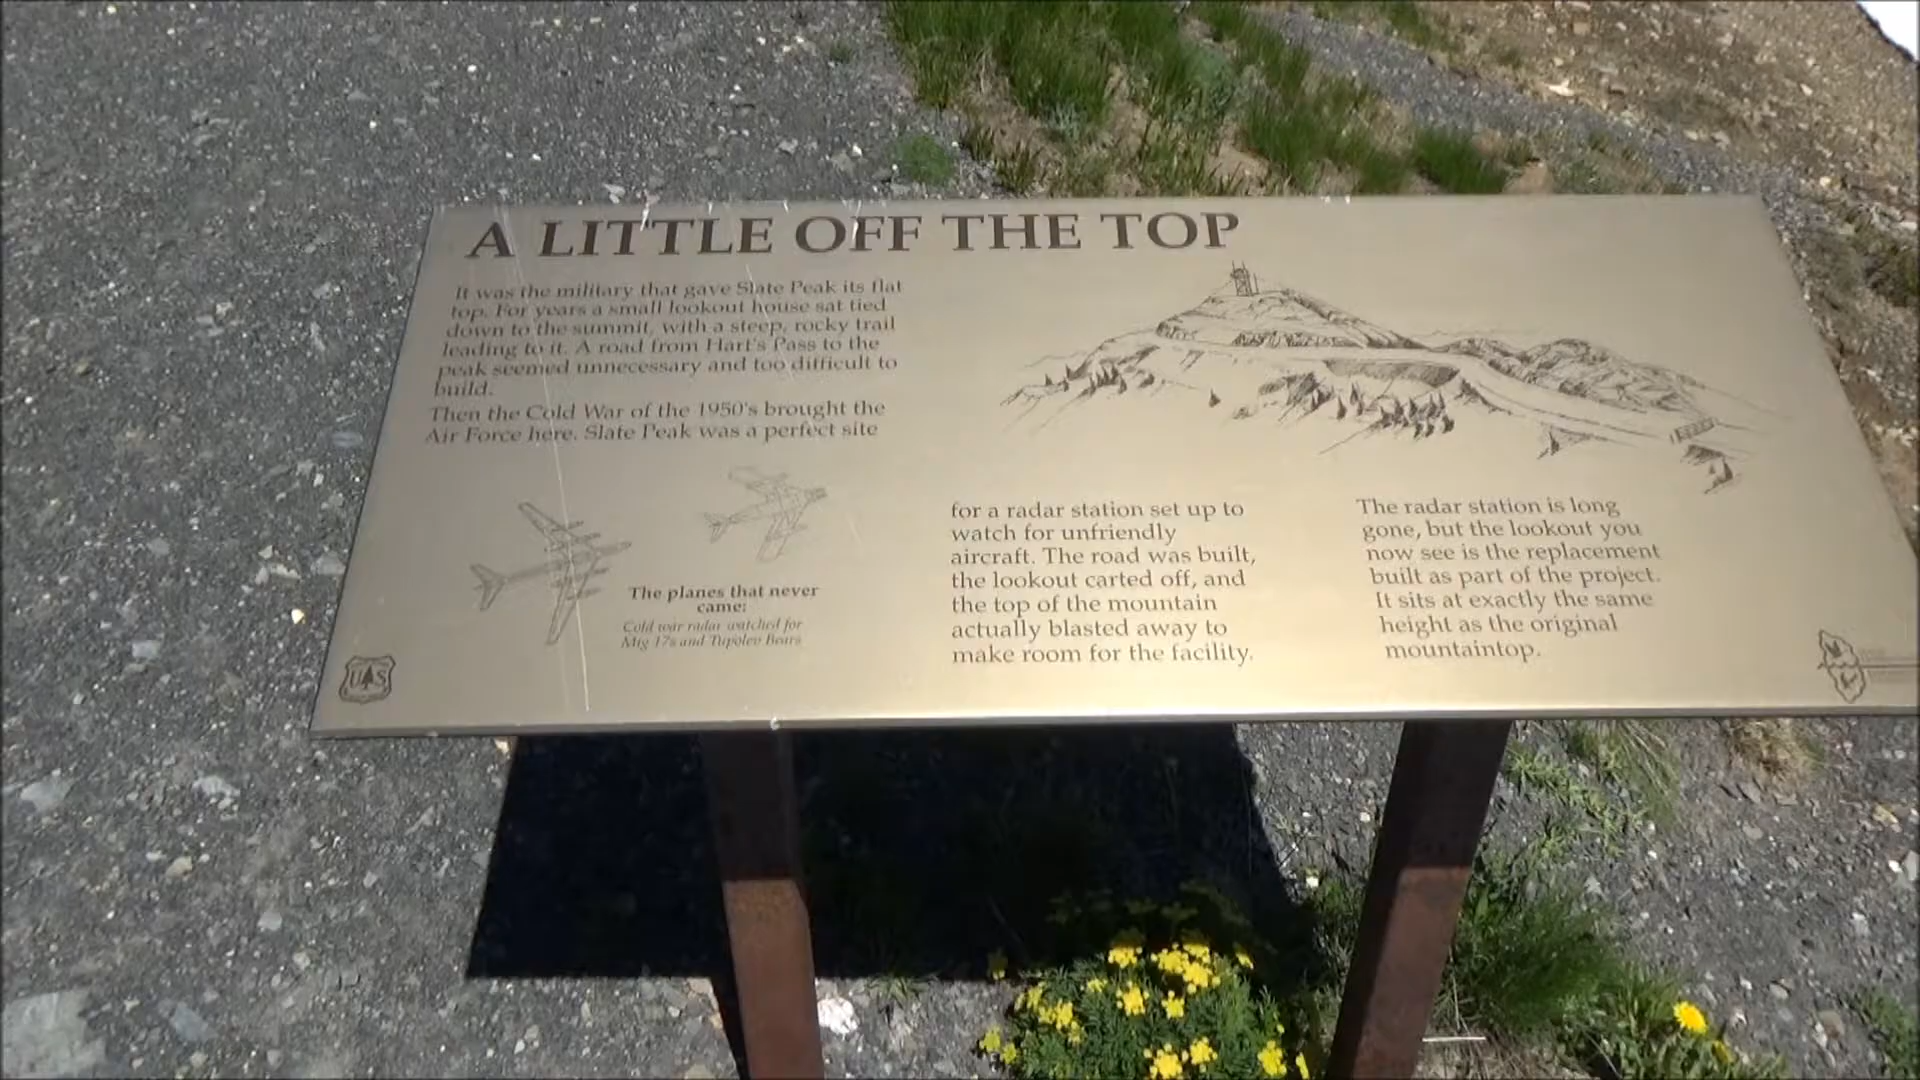 A LITTLE OFF THE TOP
It was the military that gave Slate Peak its flat
top. For years a small lookout house sat tied
down to the summit, with a steep, rocky trail
leading to it. A road from Hart's Pass to the
peak seemed unnecessary and too difficult to
build.
Then the Cold War of the 1950's brought the
Air Force here. Slate Peak was a perfect site
The planes that never
came:
Cold war radar watched for
Mig 17s and Tupolev Bears
for a radar station set up to
watch for unfriendly
aircraft. The road was built,
the lookout carted off, and
the top of the mountain
actually blasted away to
make room for the facility.
The radar station is long
gone, but the lookout you
now see is the replacement
built as part of the project.
It sits at exactly the same
height as the original
mountaintop.
US